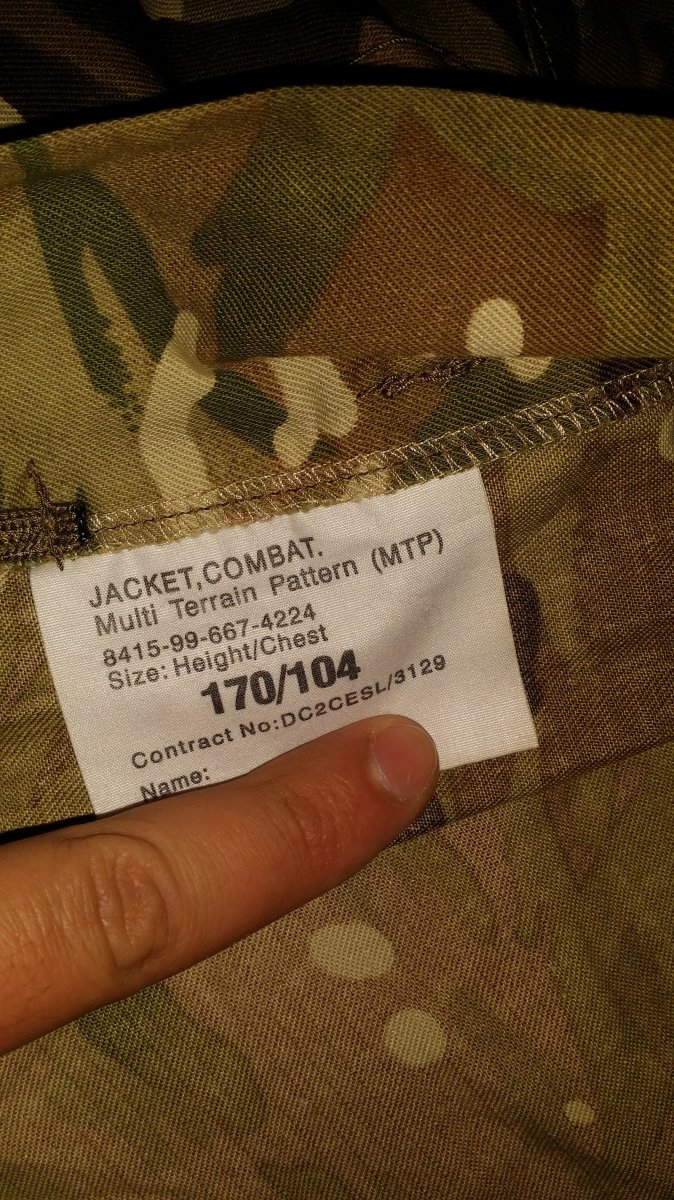 JACKET,COMBAT.
Multi Terrain Pattern (MTP)
8415-99-667-4224
Size: Height/Chest
170/104
Contract No:DC2CESL/3129
Name: